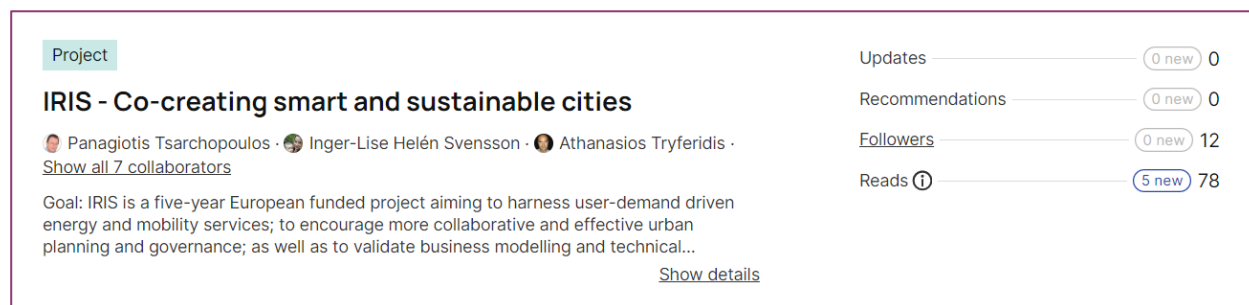 Project
IRIS - Co-creating smart and sustainable cities
Panagiotis Tsarchopoulos · Inger-Lise Helén Svensson · Athanasios Tryferidis ·
Show all 7 collaborators
Goal: IRIS is a five-year European funded project aiming to harness user-demand driven
energy and mobility services; to encourage more collaborative and effective urban
planning and governance; as well as to validate business modelling and technical...
Show details
Updates 0 new 0
Recommendations 0 new 0
Followers 0 new 12
Reads 5 new 78